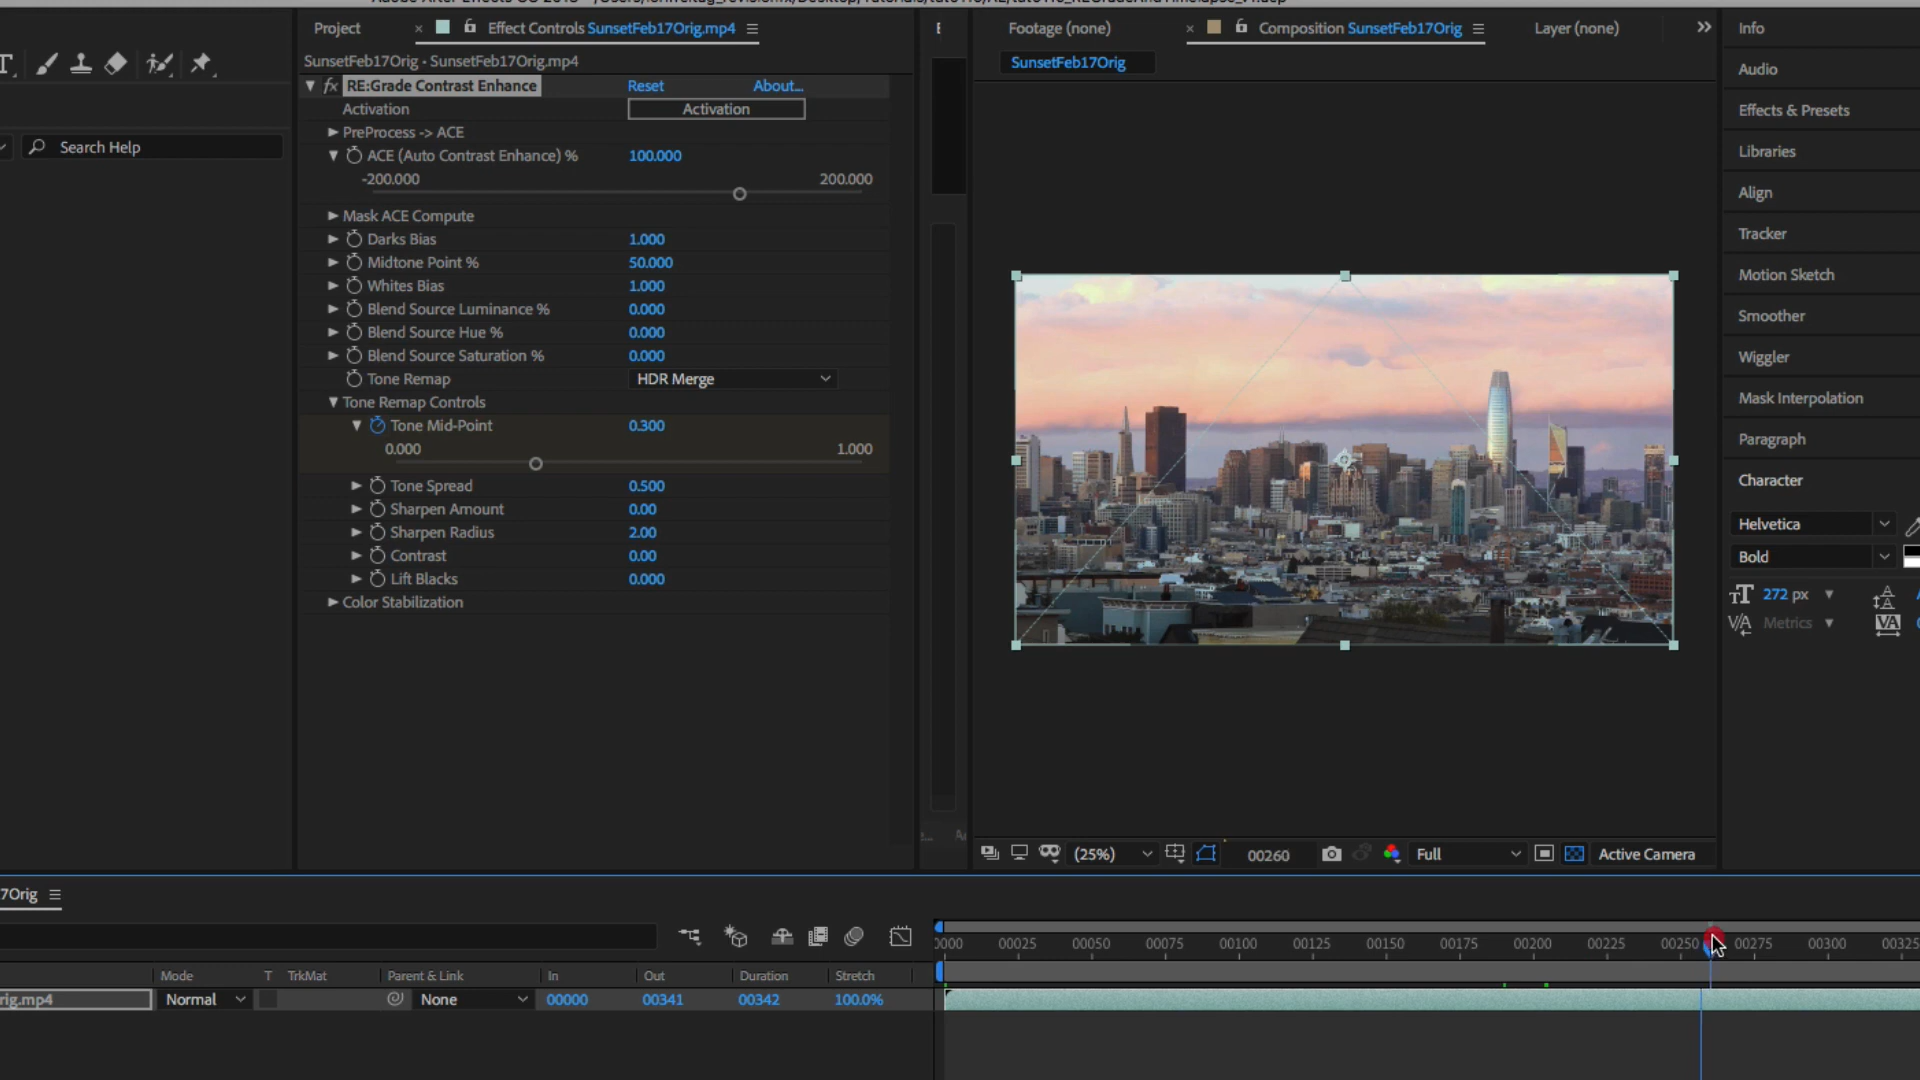 Project
× Effect Controls SunsetFeb17Orig.mp4
Footage (none)
× Composition SunsetFeb17Orig
Layer (none)
Info
SunsetFeb17Orig · SunsetFeb17Orig.mp4
SunsetFeb17Orig
Audio
fx RE:Grade Contrast Enhance Reset About...
Activation Activation
Effects & Presets
PreProcess -> ACE
Search Help
Libraries
ACE (Auto Contrast Enhance) % 100.000
-200.000 200.000
Align
Mask ACE Compute
Darks Bias 1.000
Tracker
Midtone Point % 50.000
Motion Sketch
Whites Bias 1.000
Blend Source Luminance % 0.000
Smoother
Blend Source Hue % 0.000
Blend Source Saturation % 0.000
Wiggler
Tone Remap HDR Merge
Mask Interpolation
Tone Remap Controls
Tone Mid-Point 0.300
Paragraph
0.000 1.000
Character
Tone Spread 0.500
Sharpen Amount 0.00
Helvetica
Sharpen Radius 2.00
Contrast 0.00
Bold
Lift Blacks 0.000
272 px
Color Stabilization
Metrics
(25%) 00260 Full Active Camera
7Orig
0000 00025 00050 00075 00100 00125 00150 00175 00200 00225 00250 00275 00300 00325
Mode T TrkMat Parent & Link In Out Duration Stretch
rig.mp4 Normal None 00000 00341 00342 100.0%